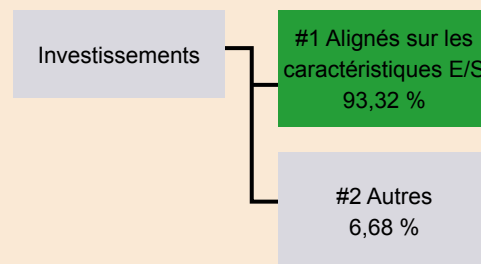 Investissements
#1 Alignés sur les
caractéristiques E/S
93,32 %
#2 Autres
6,68 %